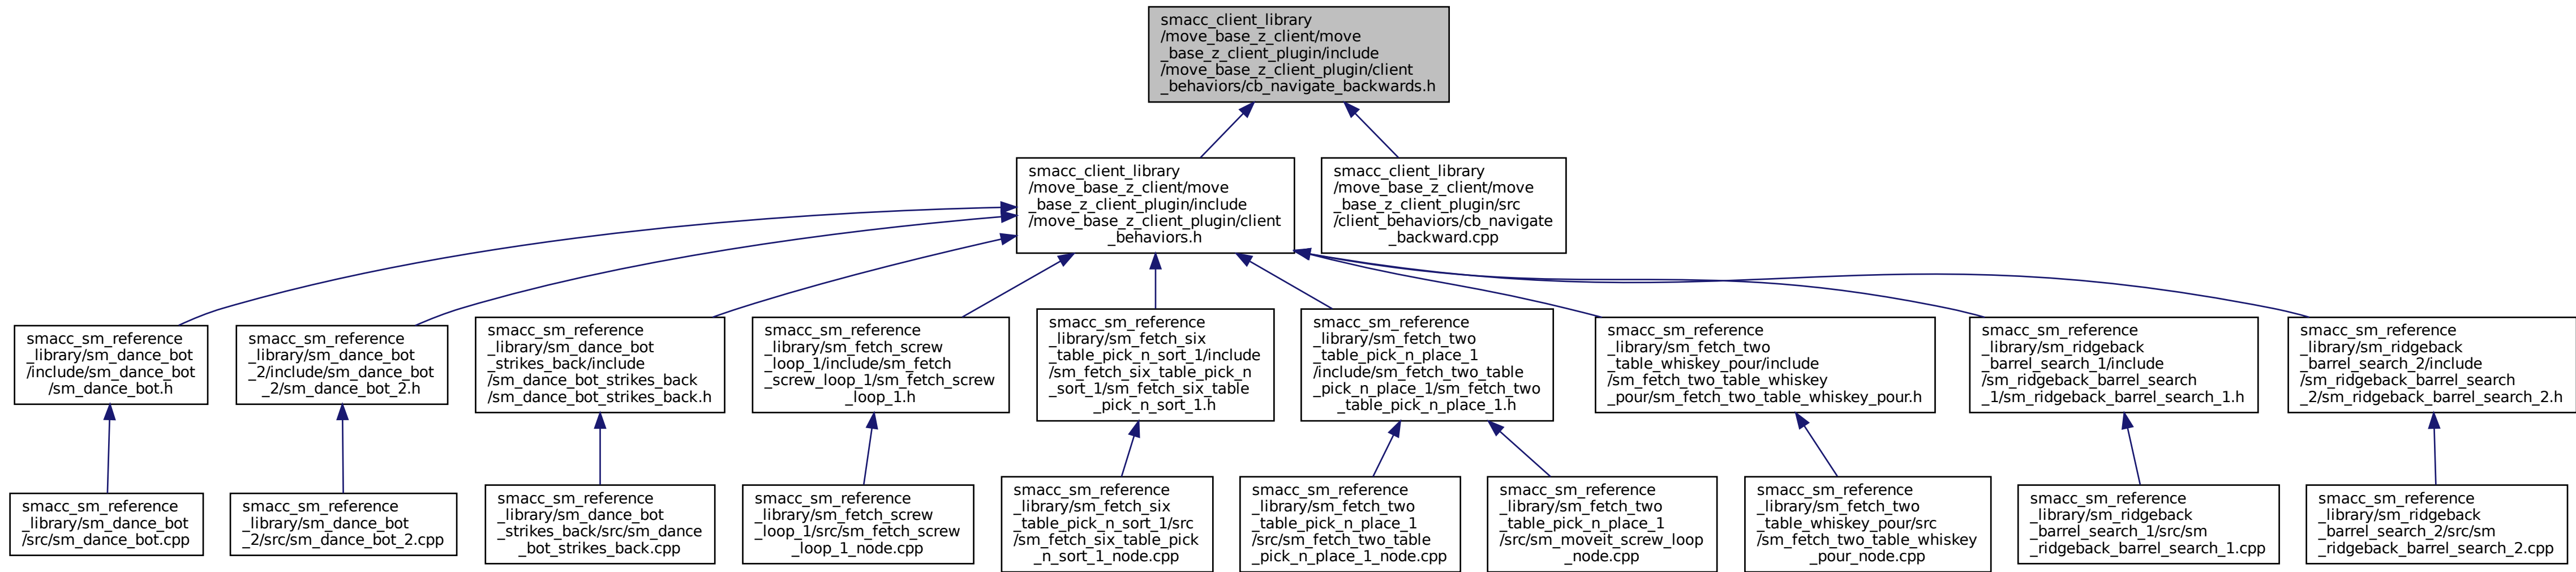 smacc_client_library
/move_base_z_client/move
_base_z_client_plugin/include
/move_base_z_client_plugin/client
_behaviors/cb_navigate_backwards.h
smacc_client_library
/move_base_z_client/move
_base_z_client_plugin/include
/move_base_z_client_plugin/client
_behaviors.h
smacc_client_library
/move_base_z_client/move
_base_z_client_plugin/src
/client_behaviors/cb_navigate
_backward.cpp
smacc_sm_reference
_library/sm_dance_bot
/include/sm_dance_bot
/sm_dance_bot.h
smacc_sm_reference
_library/sm_dance_bot
_2/include/sm_dance_bot
_2/sm_dance_bot_2.h
smacc_sm_reference
_library/sm_dance_bot
_strikes_back/include
/sm_dance_bot_strikes_back
/sm_dance_bot_strikes_back.h
smacc_sm_reference
_library/sm_fetch_screw
_loop_1/include/sm_fetch
_screw_loop_1/sm_fetch_screw
_loop_1.h
smacc_sm_reference
_library/sm_fetch_six
_table_pick_n_sort_1/include
/sm_fetch_six_table_pick_n
_sort_1/sm_fetch_six_table
_pick_n_sort_1.h
smacc_sm_reference
_library/sm_fetch_two
_table_pick_n_place_1
/include/sm_fetch_two_table
_pick_n_place_1/sm_fetch_two
_table_pick_n_place_1.h
smacc_sm_reference
_library/sm_fetch_two
_table_whiskey_pour/include
/sm_fetch_two_table_whiskey
_pour/sm_fetch_two_table_whiskey_pour.h
smacc_sm_reference
_library/sm_ridgeback
_barrel_search_1/include
/sm_ridgeback_barrel_search
_1/sm_ridgeback_barrel_search_1.h
smacc_sm_reference
_library/sm_ridgeback
_barrel_search_2/include
/sm_ridgeback_barrel_search
_2/sm_ridgeback_barrel_search_2.h
smacc_sm_reference
_library/sm_dance_bot
/src/sm_dance_bot.cpp
smacc_sm_reference
_library/sm_dance_bot
_2/src/sm_dance_bot_2.cpp
smacc_sm_reference
_library/sm_dance_bot
_strikes_back/src/sm_dance
_bot_strikes_back.cpp
smacc_sm_reference
_library/sm_fetch_screw
_loop_1/src/sm_fetch_screw
_loop_1_node.cpp
smacc_sm_reference
_library/sm_fetch_six
_table_pick_n_sort_1/src
/sm_fetch_six_table_pick
_n_sort_1_node.cpp
smacc_sm_reference
_library/sm_fetch_two
_table_pick_n_place_1
/src/sm_fetch_two_table
_pick_n_place_1_node.cpp
smacc_sm_reference
_library/sm_fetch_two
_table_pick_n_place_1
/src/sm_moveit_screw_loop
_node.cpp
smacc_sm_reference
_library/sm_fetch_two
_table_whiskey_pour/src
/sm_fetch_two_table_whiskey
_pour_node.cpp
smacc_sm_reference
_library/sm_ridgeback
_barrel_search_1/src/sm
_ridgeback_barrel_search_1.cpp
smacc_sm_reference
_library/sm_ridgeback
_barrel_search_2/src/sm
_ridgeback_barrel_search_2.cpp